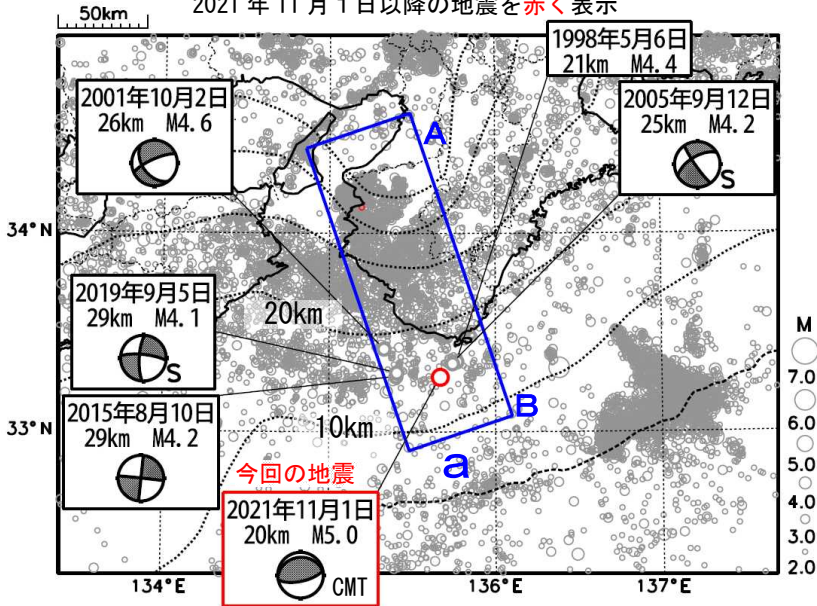 2021年11月1日以降の地震を赤く表示
50km
1998年5月6日
21km M4.4
2001年10月2日
26km M4.6
2005年9月12日
25km M4.2
S
A
34°N
2019年9月5日
29km M4.1
S
20km
M
7.0
6.0
5.0
4.0
3.0
2.0
2015年8月10日
29km M4.2
10km
33°N
B
a
今回の地震
2021年11月1日
20km M5.0
CMT
134°E
136°E
137°E